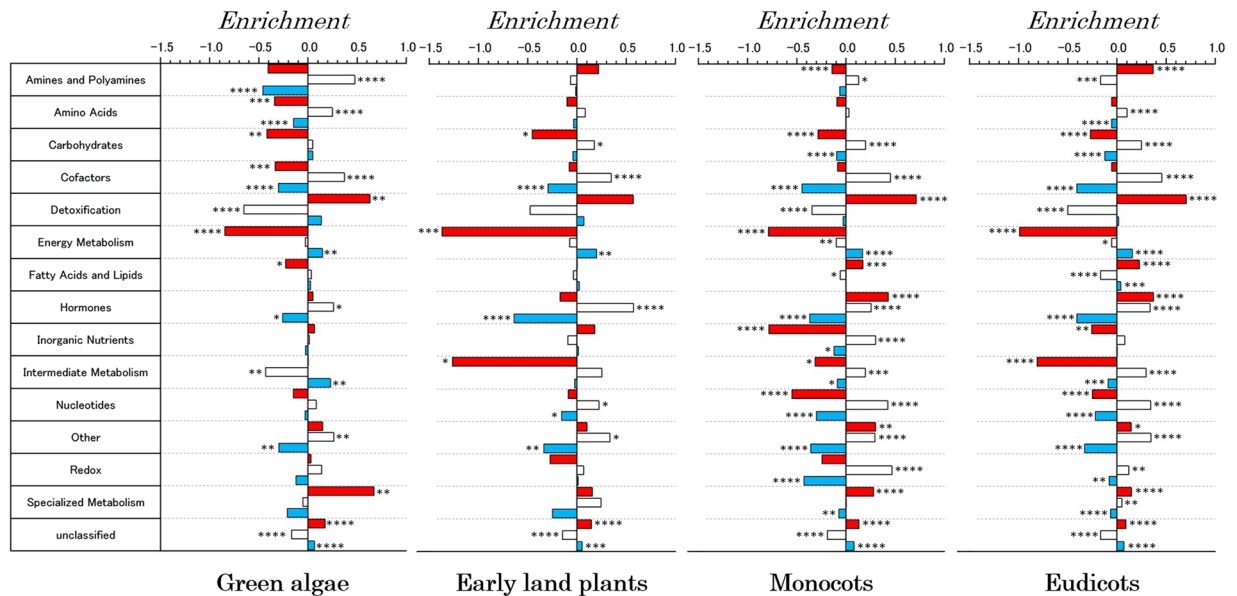 Enrichment Enrichment Enrichment Enrichment
-1.5 -1.0 -0.5 0.0 0.5 1.0 -1.5 -1.0 -0.5 0.0 0.5 1.0 -1.5 -1.0 -0.5 0.0 0.5 1.0 -1.5 -1.0 -0.5 0.0 0.5 1.0
**** ****
Amines and Polyamines **** * ***
****
***
Amino Acids **** ****
**** ****
** * **** ****
Carbohydrates * **** ****
**** ****
***
Cofactors **** **** **** ****
**** **** **** ****
** **** ****
Detoxification **** **** ****
**** *** **** ****
Energy Metabolism ** *
** ** **** ****
* *** ****
Fatty Acids and Lipids * ****
***
**** ****
Hormones * **** **** ****
* **** **** ****
**** **
Inorganic Nutrients ****
*
* * ****
Intermediate Metabolism ** *** ****
** * ***
**** ****
Nucleotides * **** ****
* **** ****
** *
Other ** * **** ****
** ** **** ****
Redox **** **
**** **
** **** ****
Specialized Metabolism **
** ****
**** **** **** ****
unclassified **** **** **** ****
**** *** **** ****
Green algae Early land plants Monocots Eudicots